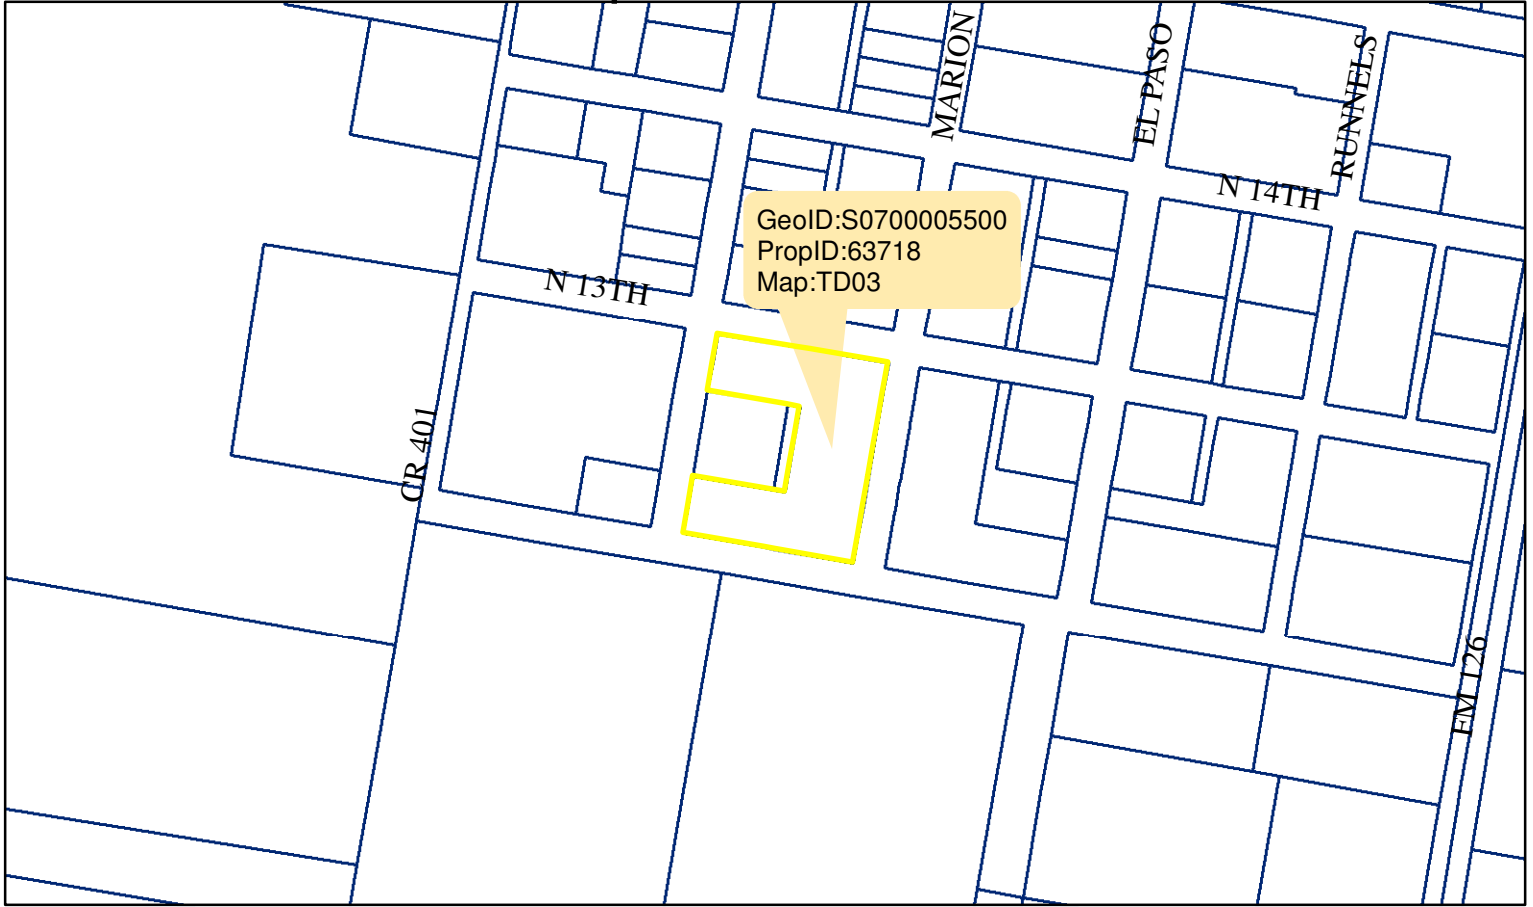 MARION
EL PASO
RUNNELS
N 14TH
GeoID:S0700005500
PropID:63718
Map:TD03
N 13TH
CR 401
FM 126